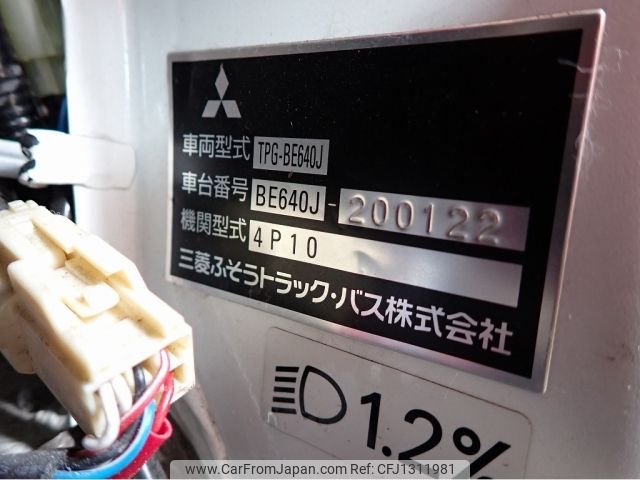 車両型式 TPG-BE640J
車台番号 BE640J-200122
機関型式 4P10
三菱ふそうトラック・バス株式会社
1.2%
www.CarFromJapan.com | Car ID: CFJ1311981